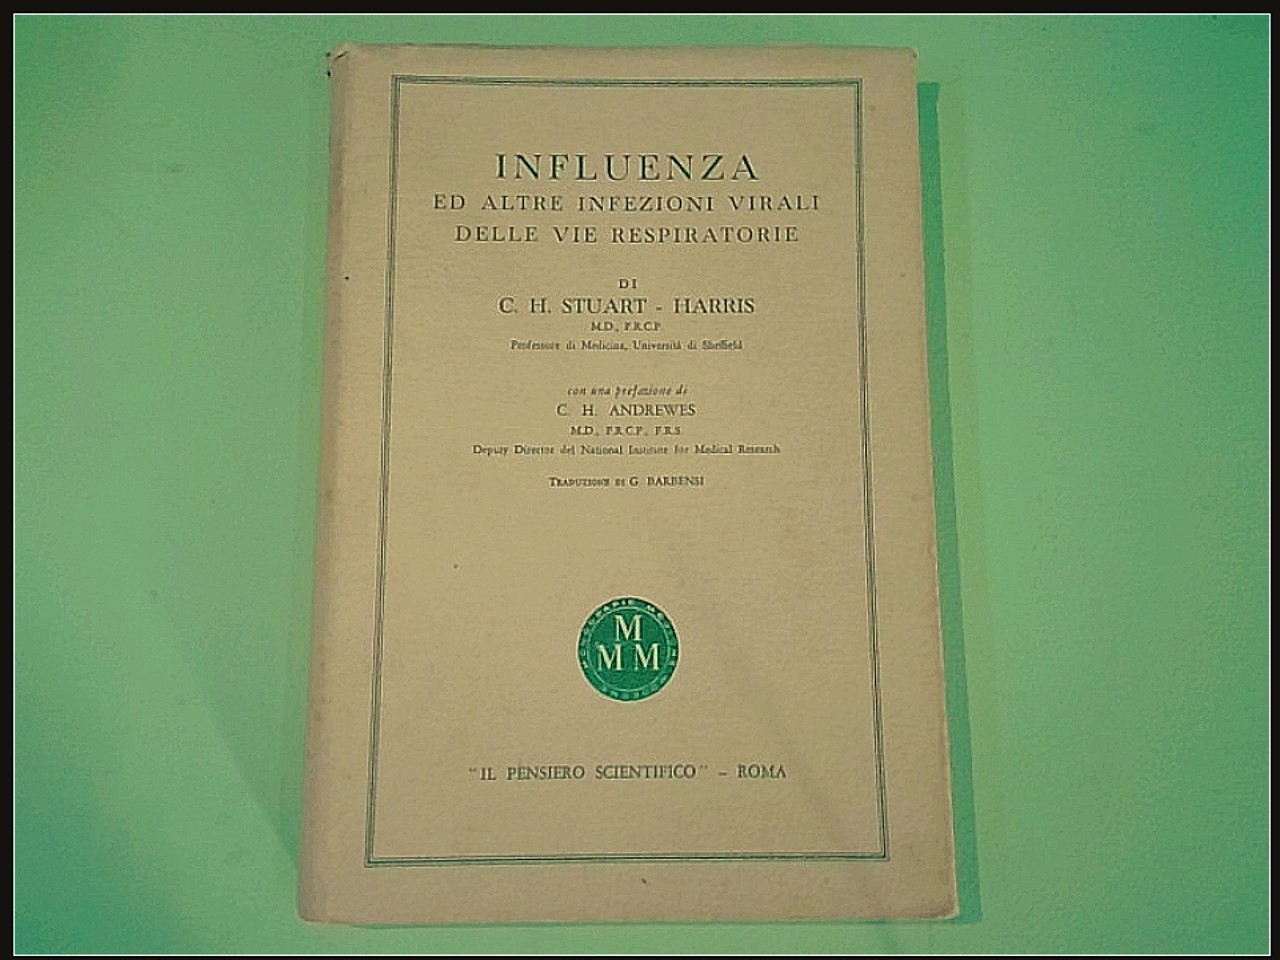 INFLUENZA
ED ALTRE INFEZIONI VIRALI
DELLE VIE RESPIRATORIE
DI
C. H. STUART - HARRIS
M.D., F.R.C.P.
Professore di Medicina, Università di Sheffield
con una prefazione di
C. H. ANDREWES
M.D., F.R.C.P., F.R.S.
Deputy Director del National Institute for Medical Research
TRADUZIONE DI G. BARBENSI
M
M M
"IL PENSIERO SCIENTIFICO" - ROMA